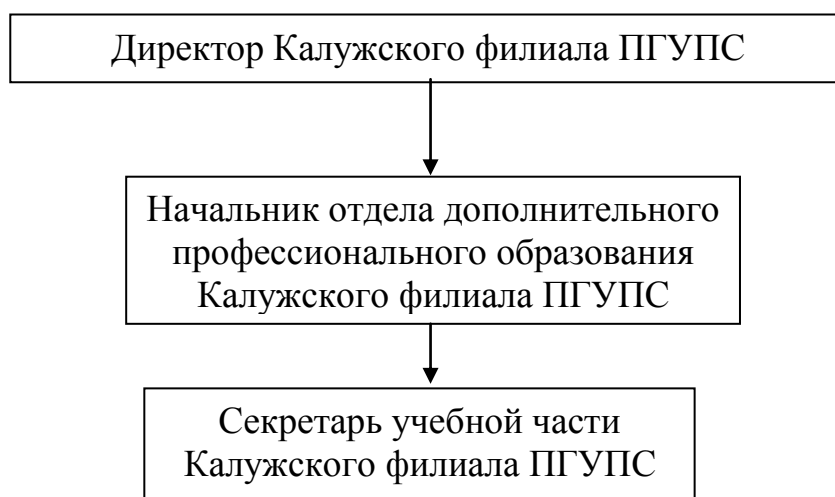 Директор Калужского филиала ПГУПС
Начальник отдела дополнительного
профессионального образования
Калужского филиала ПГУПС
Секретарь учебной части
Калужского филиала ПГУПС